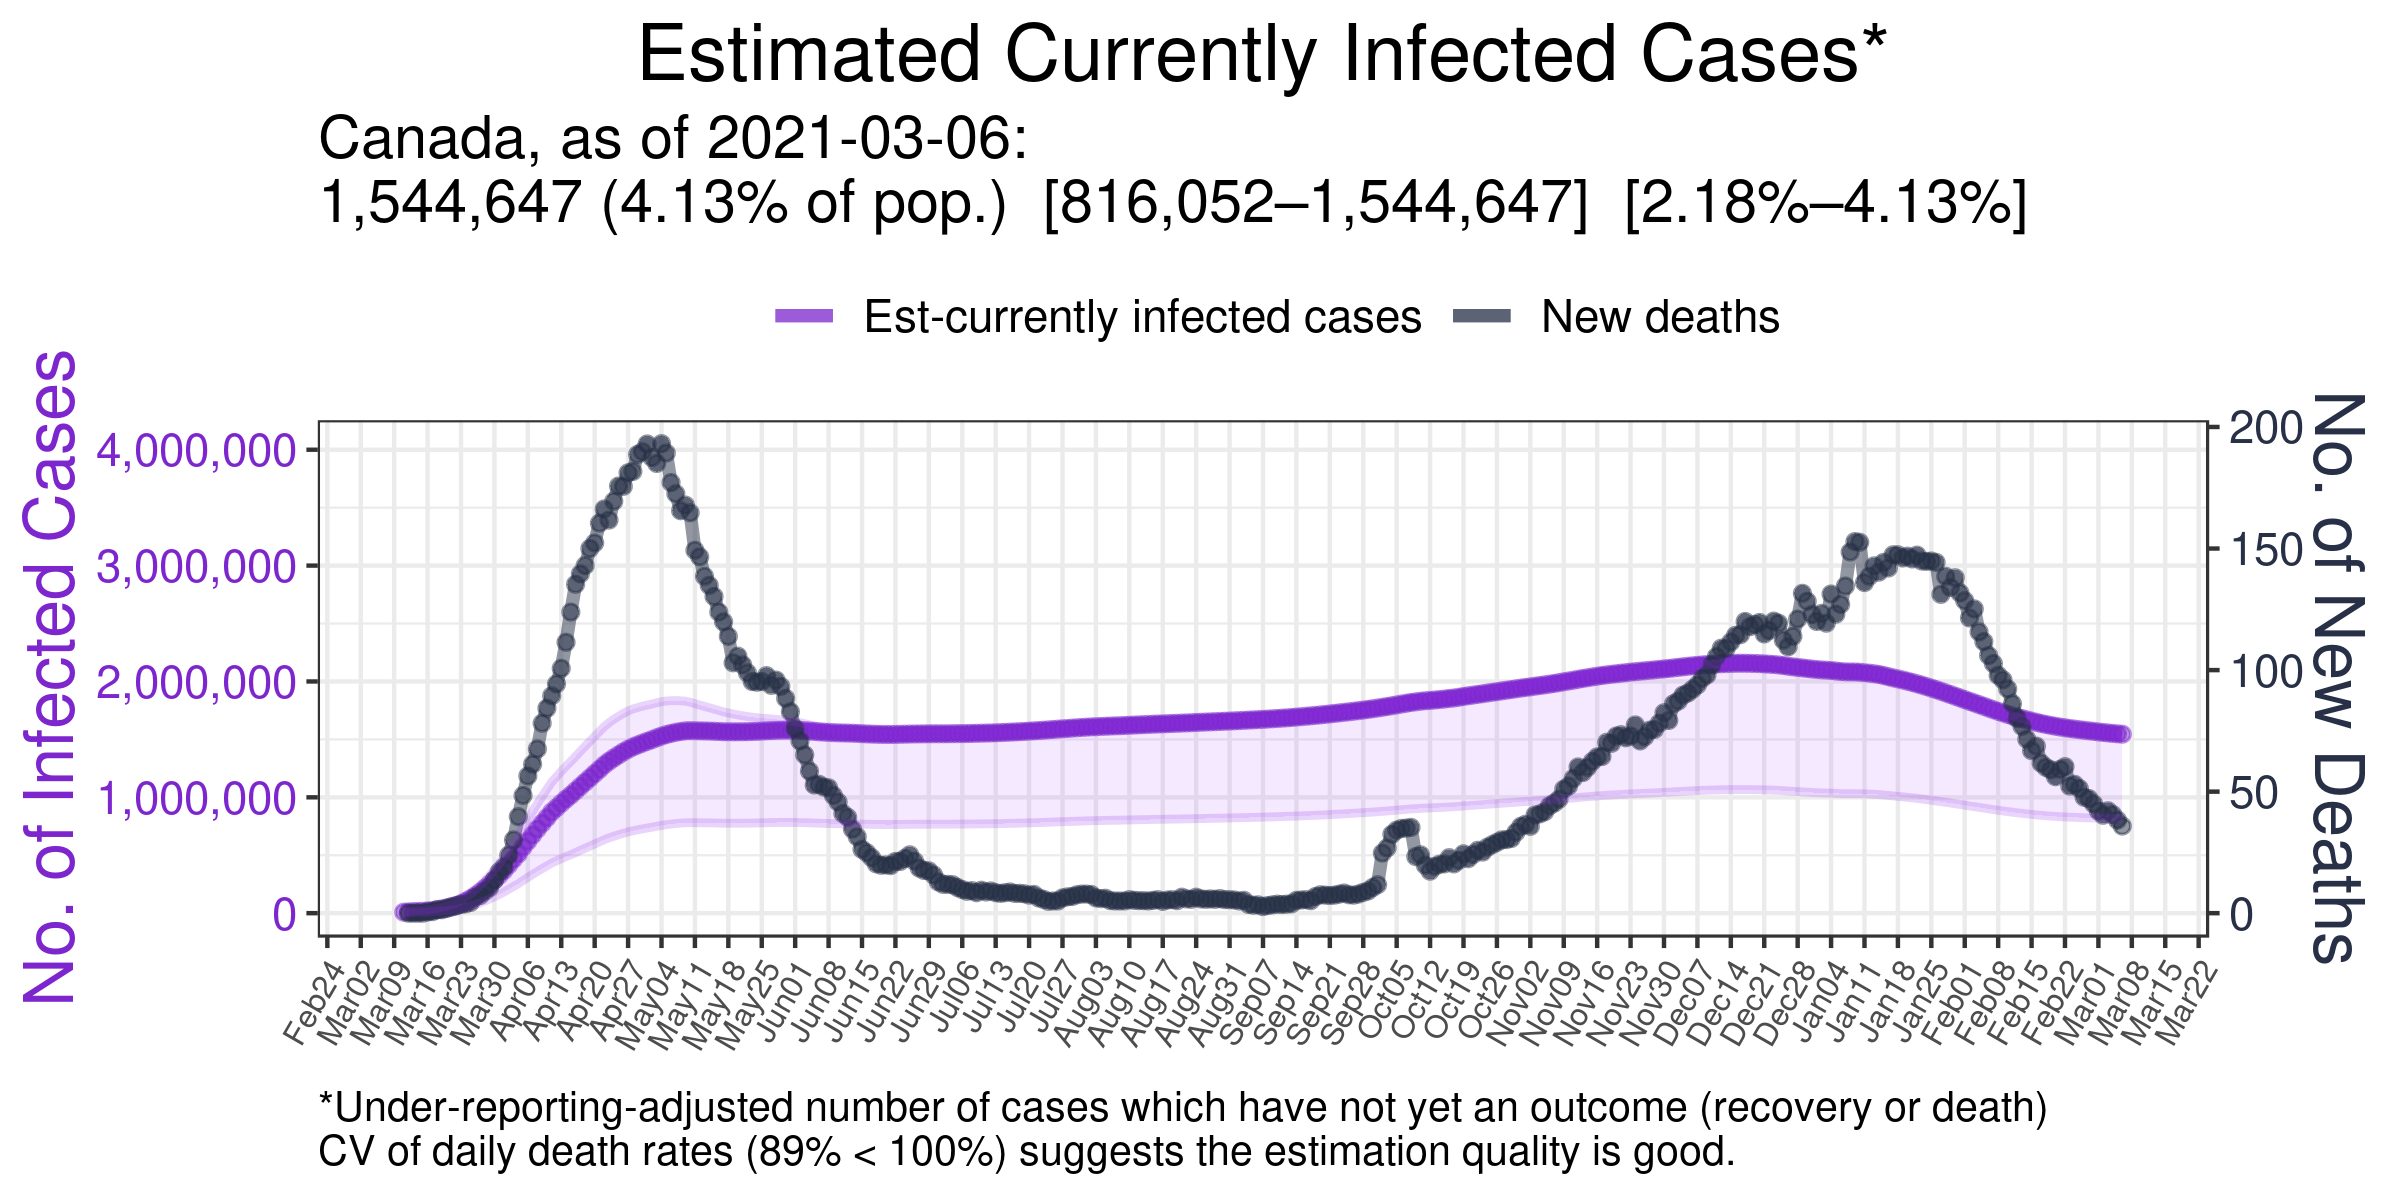 Estimated Currently Infected Cases*
Canada, as of 2021-03-06:
1,544,647 (4.13% of pop.) [816,052–1,544,647] [2.18%–4.13%]
Est-currently infected cases
New deaths
No. of Infected Cases
4,000,000
3,000,000
2,000,000
1,000,000
0
200
150
100
50
0
No. of New Deaths
Feb24
Mar02
Mar09
Mar16
Mar23
Mar30
Apr06
Apr13
Apr20
Apr27
May04
May11
May18
May25
Jun01
Jun08
Jun15
Jun22
Jun29
Jul06
Jul13
Jul20
Jul27
Aug03
Aug10
Aug17
Aug24
Aug31
Sep07
Sep14
Sep21
Sep28
Oct05
Oct12
Oct19
Oct26
Nov02
Nov09
Nov16
Nov23
Nov30
Dec07
Dec14
Dec21
Dec28
Jan04
Jan11
Jan18
Jan25
Feb01
Feb08
Feb15
Feb22
Mar01
Mar08
Mar15
Mar22
*Under-reporting-adjusted number of cases which have not yet an outcome (recovery or death)
CV of daily death rates (89% < 100%) suggests the estimation quality is good.